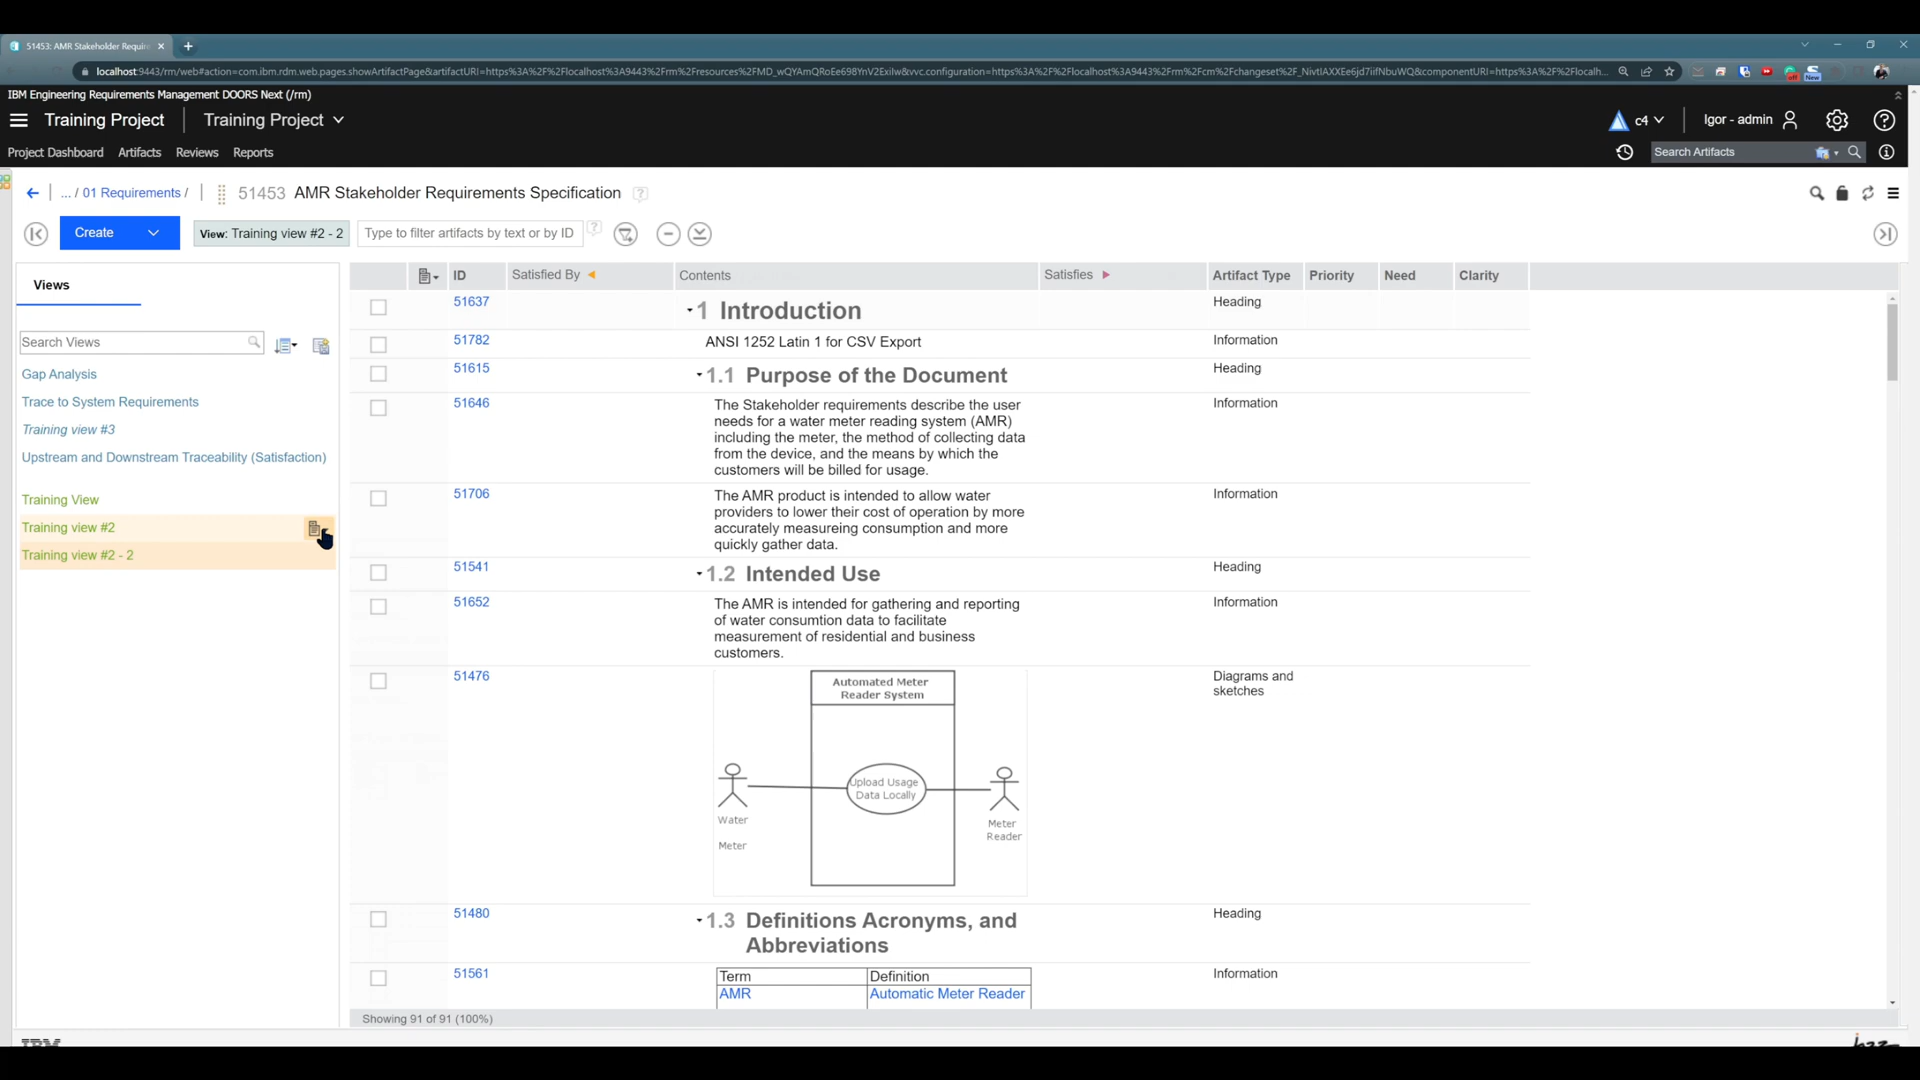 51453: AMR Stakeholder Requir
localhost:9443/rm/web#action=com.ibm.rdm.web.pages.showArtifactPage&artifactURI=https%3A%2F%2Flocalhost%3A9443%2Frm%2Fresources%2FMD_wQYAmQRoEe698YnV2ExiIw&vvc.configuration=https%3A%2F%2Flocalhost%3A9443%2Frm%2Fcm%2Fchangeset%2F_NivtIAXXEe6jd7iifNbuWQ&componentURI=https%3A%2F%2Flocalh...
New
IBM Engineering Requirements Management DOORS Next (/rm)
Training Project Training Project c4 Igor - admin
Project Dashboard Artifacts Reviews Reports Search Artifacts
... / 01 Requirements / 51453 AMR Stakeholder Requirements Specification
Create View: Training view #2 - 2 Type to filter artifacts by text or by ID
Views
Search Views
Gap Analysis
Trace to System Requirements
Training view #3
Upstream and Downstream Traceability (Satisfaction)
Training View
Training view #2
Training view #2 - 2
ID Satisfied By Contents Satisfies Artifact Type Priority Need Clarity
51637 1 Introduction Heading
51782 ANSI 1252 Latin 1 for CSV Export Information
51615 1.1 Purpose of the Document Heading
51646 The Stakeholder requirements describe the user Information
needs for a water meter reading system (AMR)
including the meter, the method of collecting data
from the device, and the means by which the
customers will be billed for usage.
51706 The AMR product is intended to allow water Information
providers to lower their cost of operation by more
accurately measureing consumption and more
quickly gather data.
51541 1.2 Intended Use Heading
51652 The AMR is intended for gathering and reporting Information
of water consumtion data to facilitate
measurement of residential and business
customers.
51476 Diagrams and
sketches
Automated Meter
Reader System
Upload Usage
Data Locally
Water
Meter
Meter
Reader
51480 1.3 Definitions Acronyms, and Heading
Abbreviations
51561 Term Definition Information
AMR Automatic Meter Reader
Showing 91 of 91 (100%)
IBM